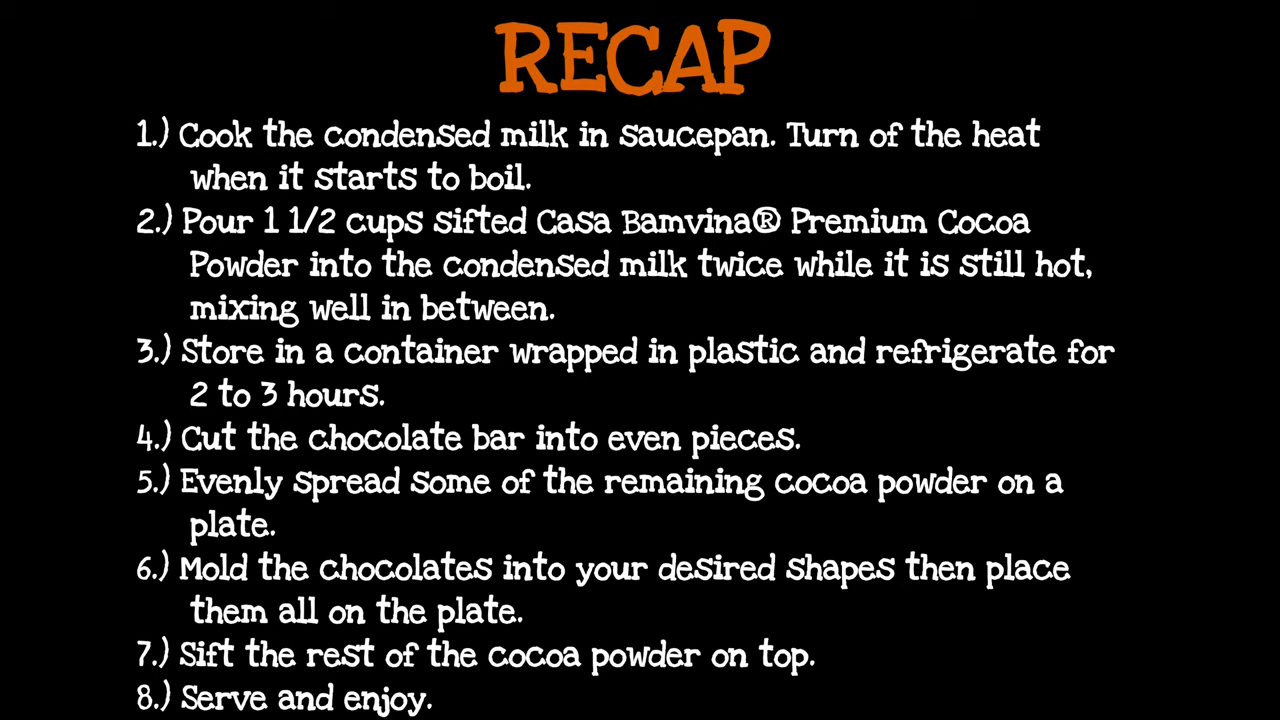 RECAP
1.) Cook the condensed milk in saucepan. Turn of the heat
when it starts to boil.
2.) Pour 1 1/2 cups sifted Casa Bamvina® Premium Cocoa
Powder into the condensed milk twice while it is still hot,
mixing well in between.
3.) Store in a container wrapped in plastic and refrigerate for
2 to 3 hours.
4.) Cut the chocolate bar into even pieces.
5.) Evenly spread some of the remaining cocoa powder on a
plate.
6.) Mold the chocolates into your desired shapes then place
them all on the plate.
7.) Sift the rest of the cocoa powder on top.
8.) Serve and enjoy.